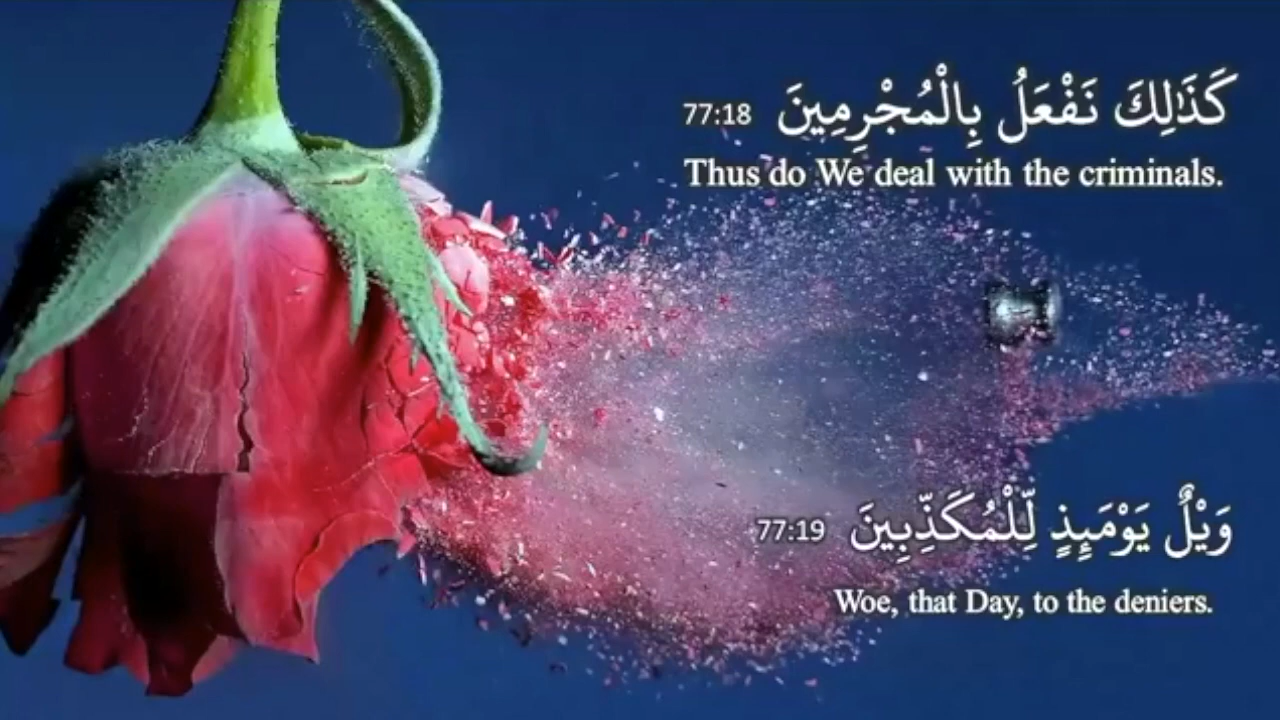 كَذَٰلِكَ نَفْعَلُ بِالْمُجْرِمِينَ 77:18
Thus do We deal with the criminals.
وَيْلٌ يَوْمَئِذٍ لِّلْمُكَذِّبِينَ 77:19
Woe, that Day, to the deniers.